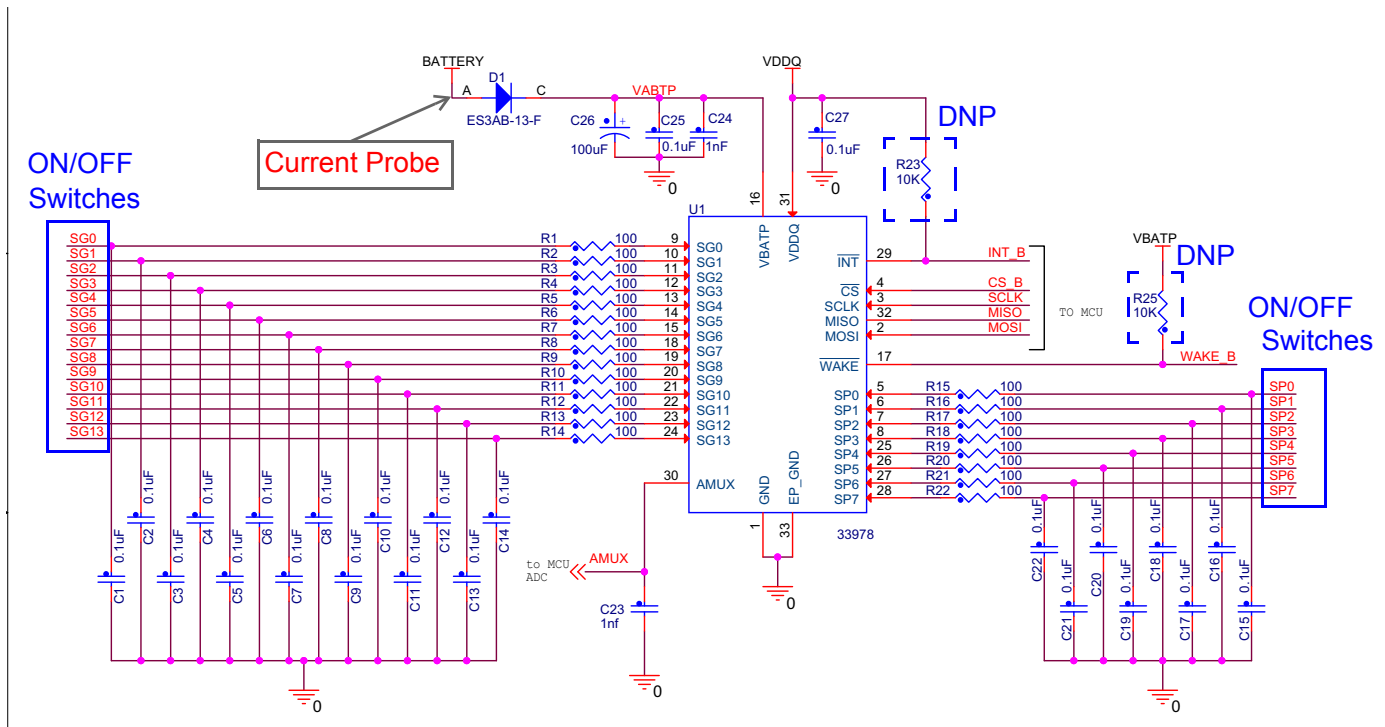 BATTERY
D1
A
C
ES3AB-13-F
VABTP
C26
100uF
+
C25
0.1uF
C24
1nF
0
VDDQ
C27
0.1uF
0
DNP
R23
10K
Current Probe
ON/OFF
Switches
SG0
SG1
SG2
SG3
SG4
SG5
SG6
SG7
SG8
SG9
SG10
SG11
SG12
SG13
R1 100 9
R2 100 10
R3 100 11
R4 100 12
R5 100 13
R6 100 14
R7 100 15
R8 100 18
R9 100 19
R10 100 20
R11 100 21
R12 100 22
R13 100 23
R14 100 24
U1
16
31
VBATP
VDDQ
SG0
SG1
SG2
SG3
SG4
SG5
SG6
SG7
SG8
SG9
SG10
SG11
SG12
SG13
AMUX
30
INT
CS
SCLK
MISO
MOSI
WAKE
SP0
SP1
SP2
SP3
SP4
SP5
SP6
SP7
GND
EP_GND
1
33
33978
0
29 INT_B
4 CS_B
3 SCLK
32 MISO
2 MOSI
TO MCU
17 WAKE_B
VBATP
DNP
R25
10K
ON/OFF
Switches
5 R15 100 SP0
6 R16 100 SP1
7 R17 100 SP2
8 R18 100 SP3
25 R19 100 SP4
26 R20 100 SP5
27 R21 100 SP6
28 R22 100 SP7
C1 0.1uF
C2 0.1uF
C3 0.1uF
C4 0.1uF
C5 0.1uF
C6 0.1uF
C7 0.1uF
C8 0.1uF
C9 0.1uF
C10 0.1uF
C11 0.1uF
C12 0.1uF
C13 0.1uF
C14 0.1uF
0
to MCU
ADC
AMUX
C23
1nf
0
C22 0.1uF
C21 0.1uF
C20 0.1uF
C19 0.1uF
C18 0.1uF
C17 0.1uF
C16 0.1uF
C15 0.1uF
0